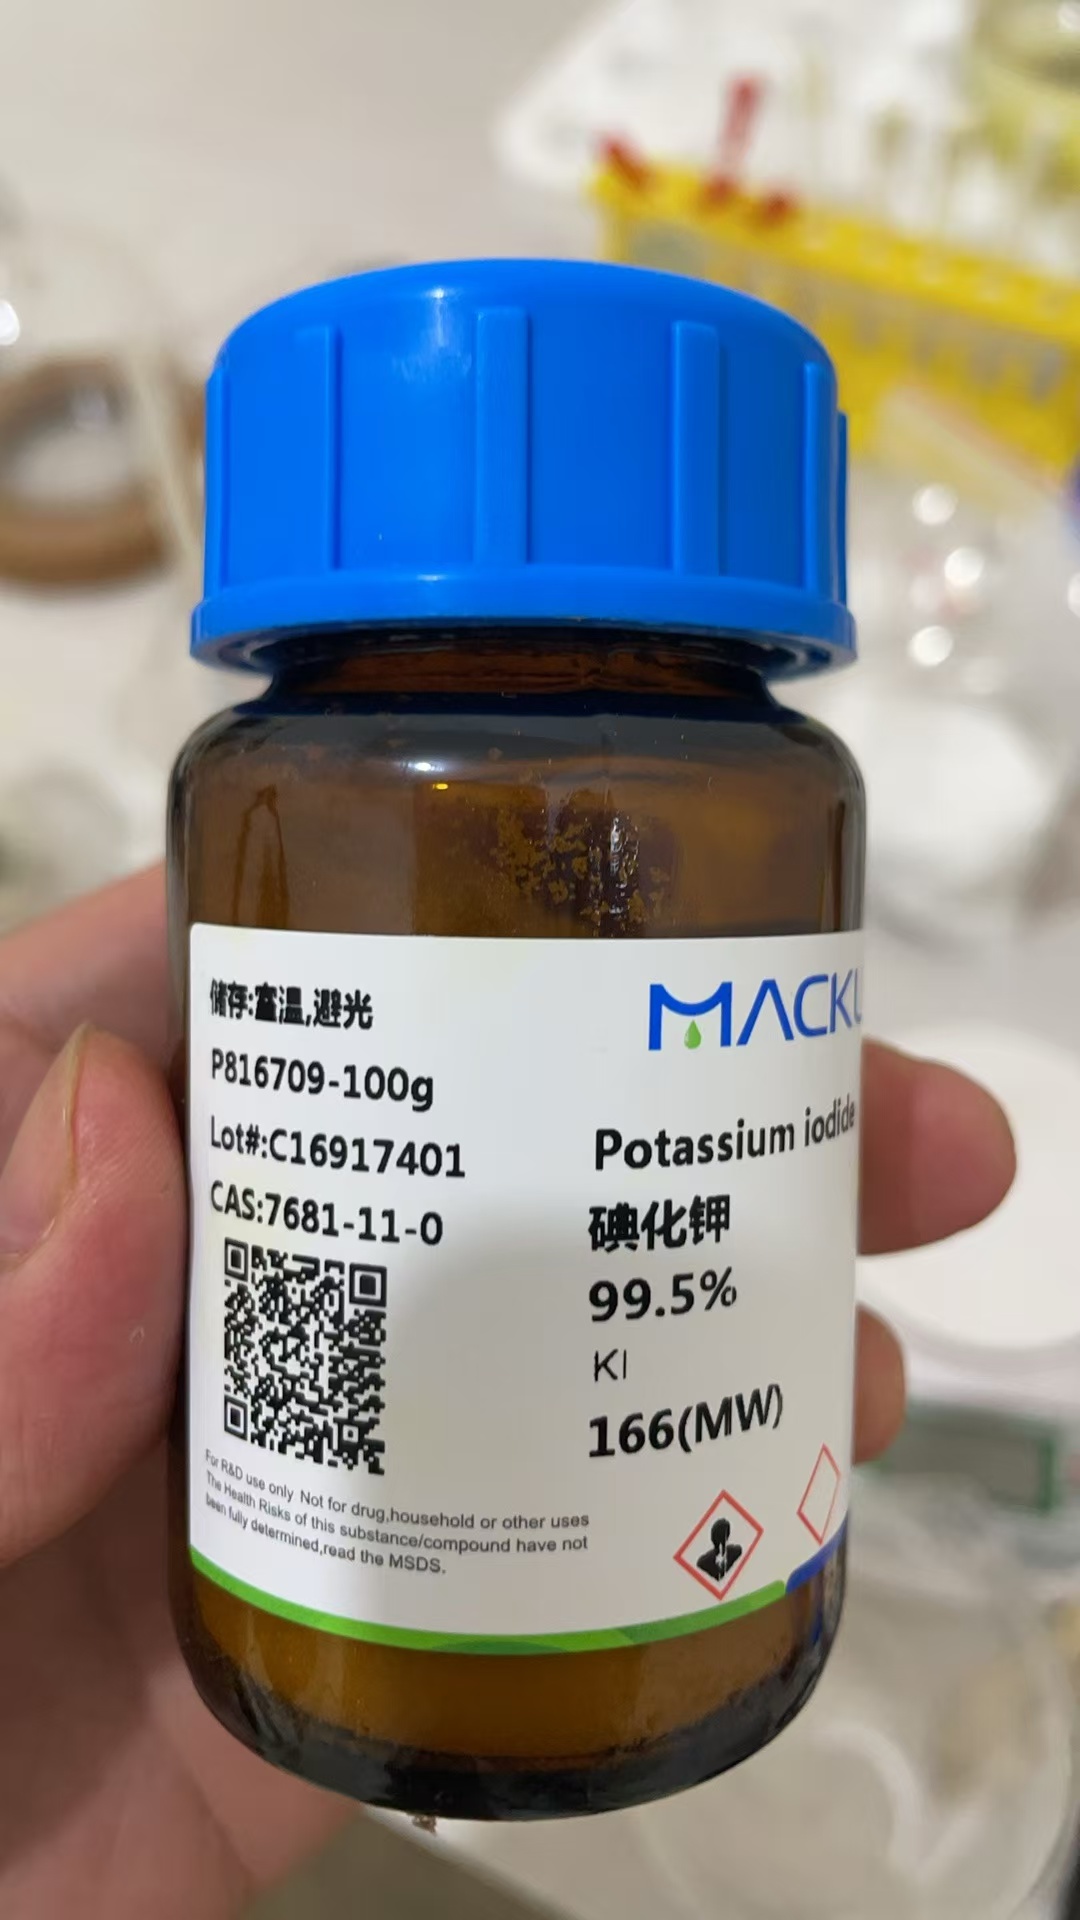 储存:室温,避光
P816709-100g
Lot#:C16917401
CAS:7681-11-0
For R&D use only Not for drug,household or other uses
The Health Risks of this substance/compound have not
been fully determined,read the MSDS.
MACKL
Potassium iodide
碘化钾
99.5%
KI
166(MW)